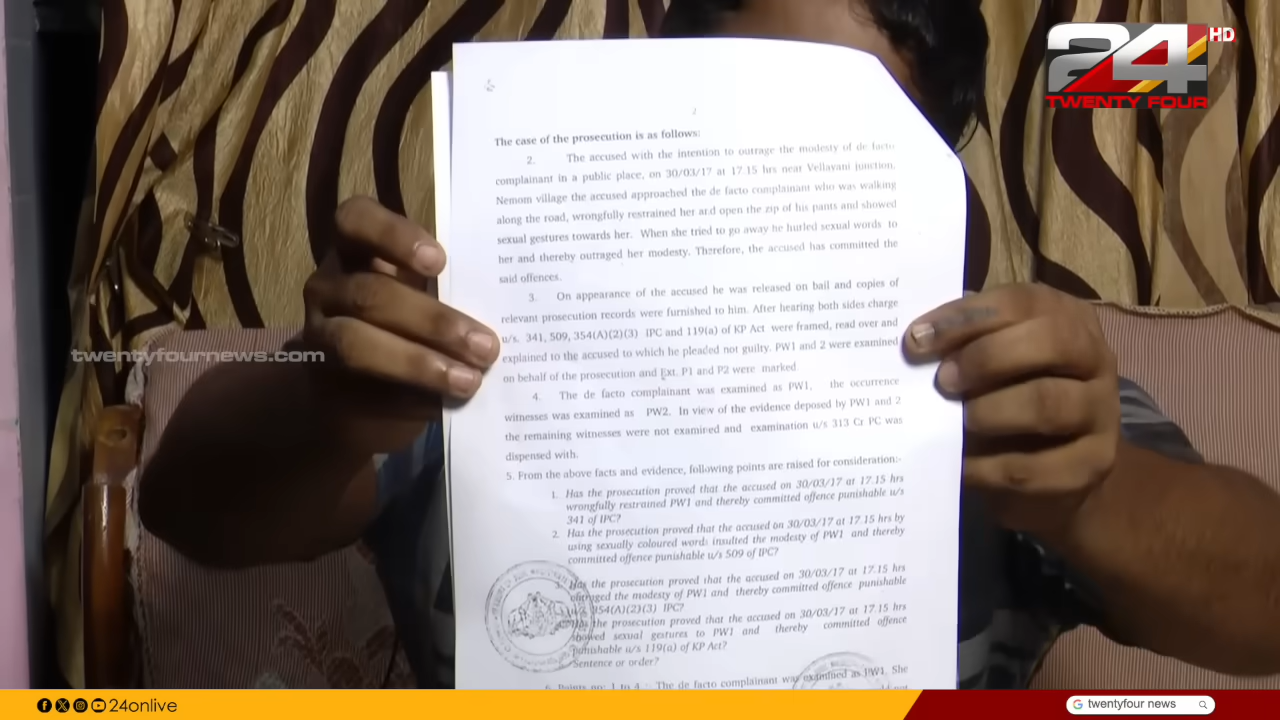 24 HD
TWENTY FOUR
The case of the prosecution is as follows:
2. The accused with the intention to outrage the modesty of de facto
complainant in a public place, on 30/03/17 at 17.15 hrs near Vellavani junction,
Nemom village the accused approached the de facto complainant who was walking
along the road, wrongfully restrained her and open the zip of his pants and showed
sexual gestures towards her. When she tried to go away he hurled sexual words to
her and thereby outraged her modesty. Therefore, the accused has committed the
said offences.
3. On appearance of the accused he was released on bail and copies of
relevant prosecution records were furnished to him. After hearing both sides charge
u/s. 341, 509, 354(A)(2)(3) IPC and 119(a) of KP Act were framed, read over and
explained to the accused to which he pleaded not guilty. PW1 and 2 were examined
on behalf of the prosecution and Ext. P1 and P2 were marked
4. The de facto complainant was examined as PW1, the occurrence
witnesses was examined as PW2. In view of the evidence deposed by PW1 and 2
the remaining witnesses were not examined and examination u/s 313 Cr PC was
dispensed with.
5. From the above facts and evidence, following points are raised for consideration:-
1. Has the prosecution proved that the accused on 30/03/17 at 17.15 hrs
wrongfully restrained PW1 and thereby committed offence punishable u/s
341 of IPC?
2. Has the prosecution proved that the accused on 30/03/17 at 17.15 hrs by
using sexually coloured words insulted the modesty of PW1 and thereby
committed offence punishable u/s 509 of IPC?
Has the prosecution proved that the accused on 30/03/17 at 17.15 hrs
outraged the modesty of PW1 and thereby committed offence punishable
354(A)(2)(3) IPC?
Has the prosecution proved that the accused on 30/03/17 at 17.15 hrs
showed sexual gestures to PW1 and thereby committed offence
punishable u/s 119(a) of KP Act?
Sentence or order?
6. Points no: 1 to 4 :- The de facto complainant was examined as PW1. She
twentyfournews.com
24onlive
twentyfour news